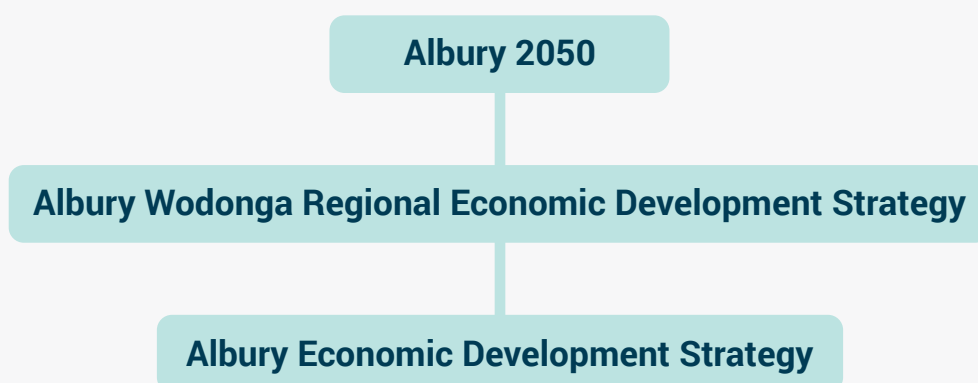 Albury 2050
Albury Wodonga Regional Economic Development Strategy
Albury Economic Development Strategy